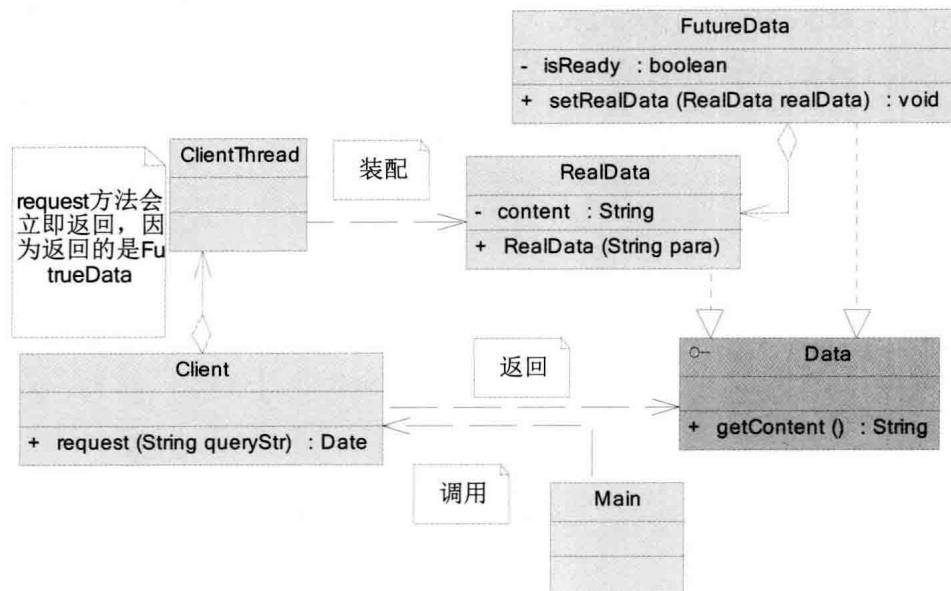 FutureData
- isReady : boolean
+ setRealData (RealData realData) : void
ClientThread
装配
RealData
- content : String
+ RealData (String para)
request方法会
立即返回，因
为返回的是Fu
trueData
Client
+ request (String queryStr) : Date
返回
Data
+ getContent () : String
调用
Main